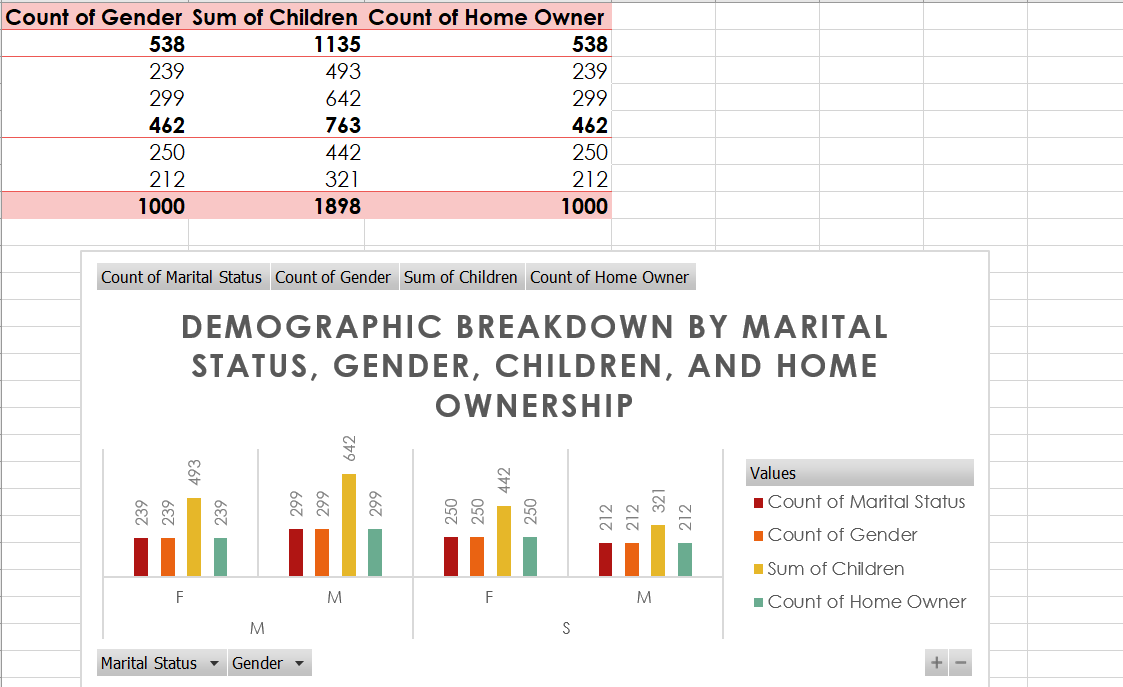 Count of Gender Sum of Children Count of Home Owner
538 1135 538
239 493 239
299 642 299
462 763 462
250 442 250
212 321 212
1000 1898 1000
Count of Marital Status Count of Gender Sum of Children Count of Home Owner
DEMOGRAPHIC BREAKDOWN BY MARITAL
STATUS, GENDER, CHILDREN, AND HOME
OWNERSHIP
239 239 493 239 299 299 642 299 250 250 442 250 212 212 321 212
F M F M
M S
Values
Count of Marital Status
Count of Gender
Sum of Children
Count of Home Owner
Marital Status Gender
+ −